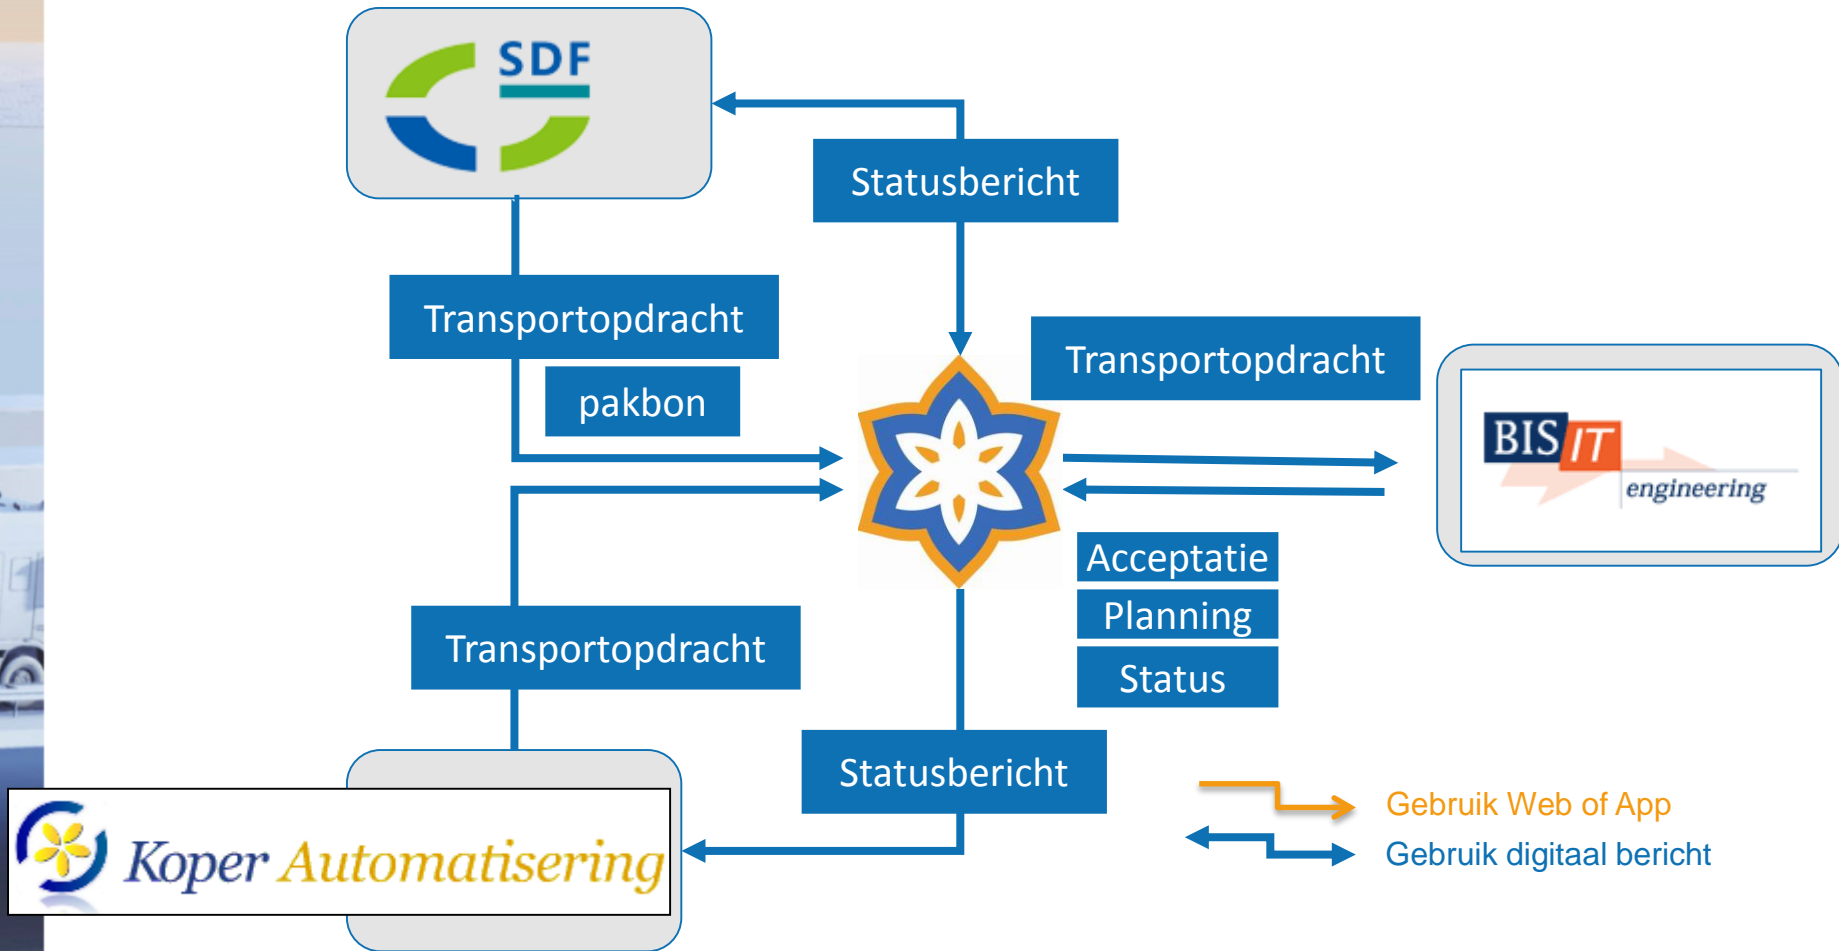 SDF
Statusbericht
Transportopdracht
pakbon
Transportopdracht
BIS IT
engineering
Acceptatie
Planning
Status
Transportopdracht
Statusbericht
Koper Automatisering
Gebruik Web of App
Gebruik digitaal bericht